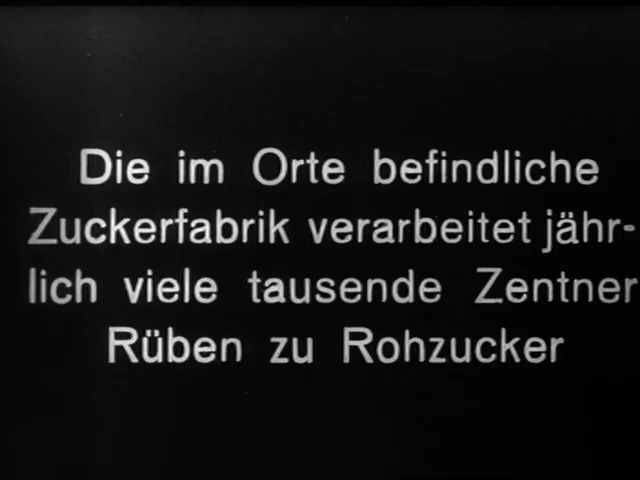 Die im Orte befindliche
Zuckerfabrik verarbeitet jähr-
lich viele tausende Zentner
Rüben zu Rohzucker